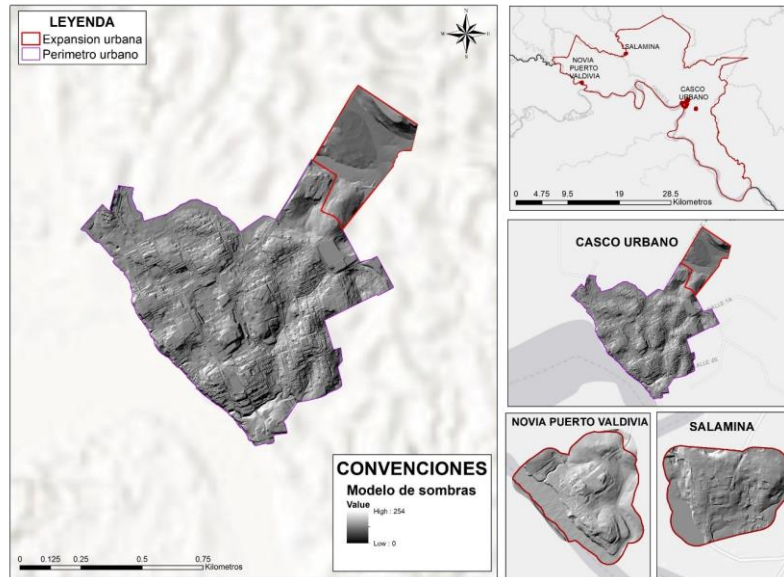 LEYENDA
Expansion urbana
Perimetro urbano
N
CONVENCIONES
Modelo de sombras
Value
High : 254
Low : 0
0 0.125 0.25 0.5 0.75
Kilometros
SALAMINA
NOVIA
PUERTO
VALDIVIA
CASCO
URBANO
0 4.75 9.5 19 28.5
Kilometros
CASCO URBANO
NOVIA PUERTO VALDIVIA
SALAMINA